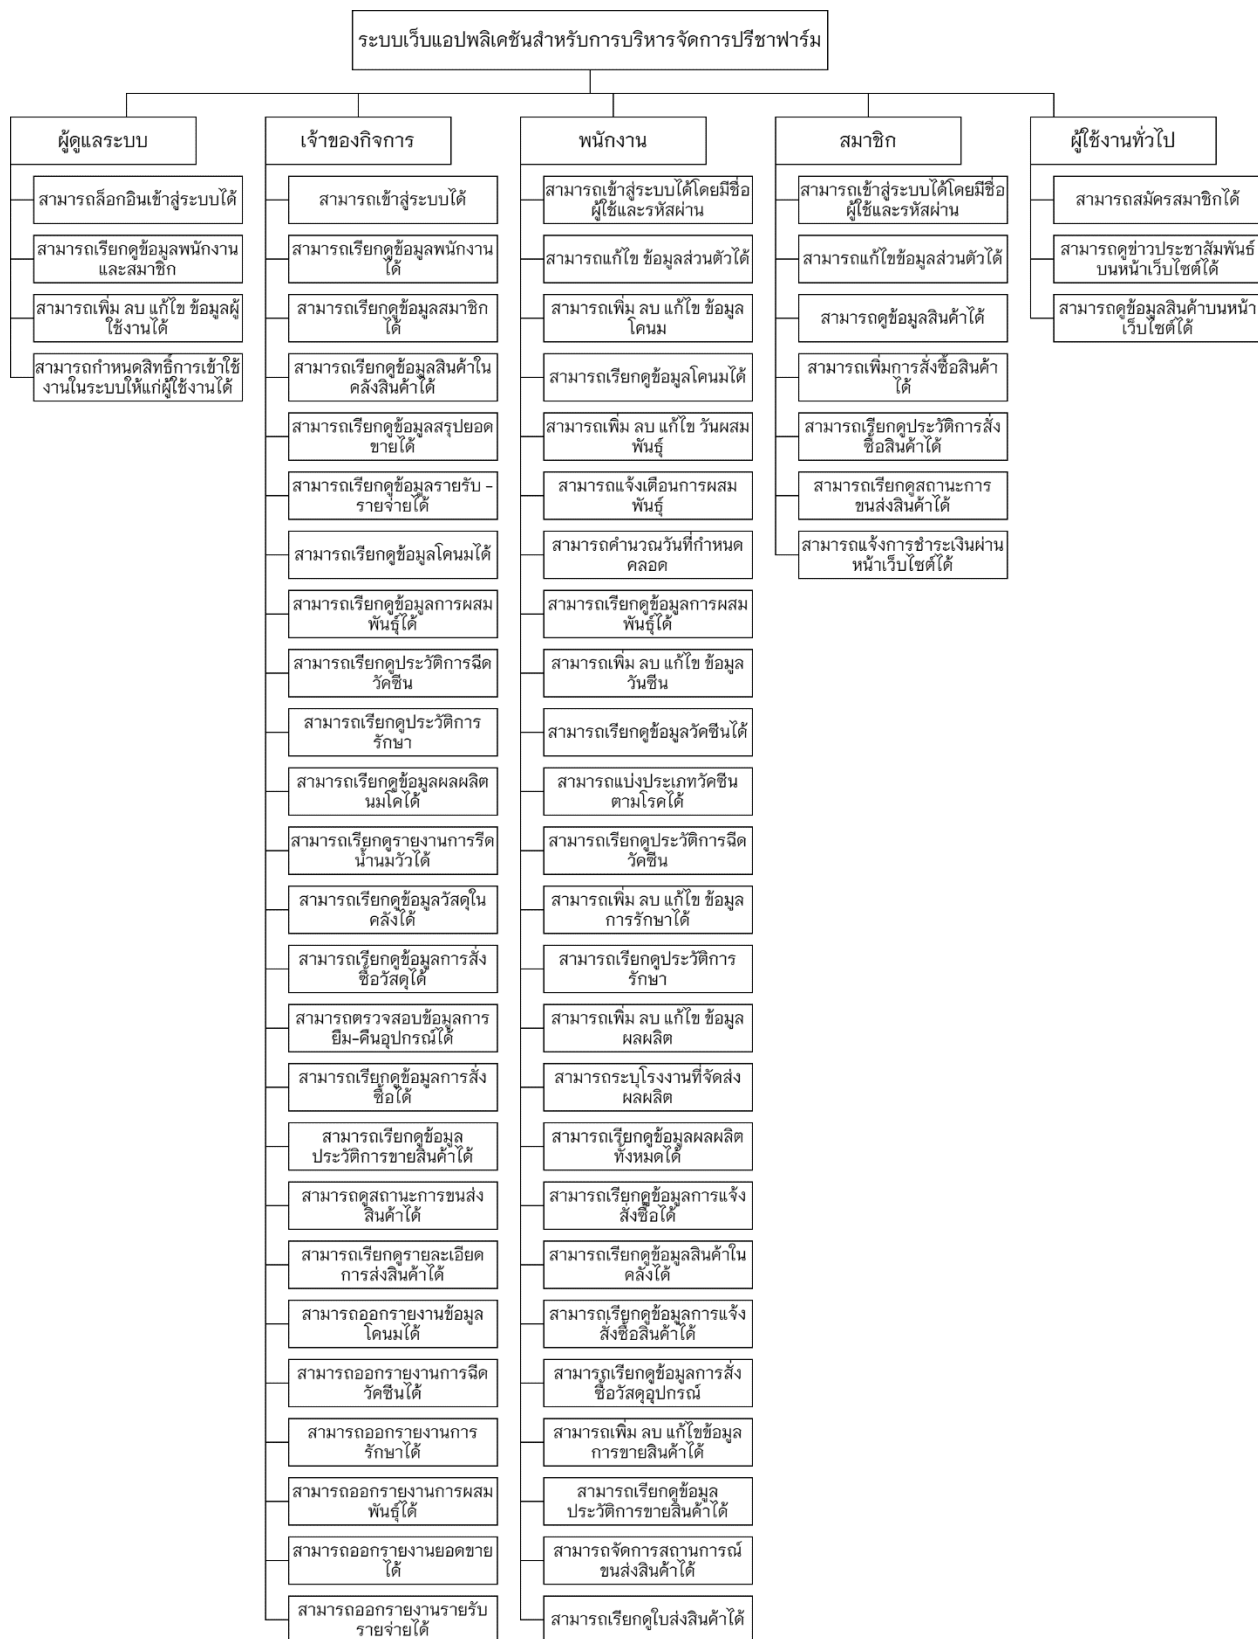 ระบบเว็บแอปพลิเคชันสำหรับการบริหารจัดการปรีชาฟาร์ม
ผู้ดูแลระบบ
สามารถล็อกอินเข้าสู่ระบบได้
สามารถเรียกดูข้อมูลพนักงาน
และสมาชิก
สามารถเพิ่ม ลบ แก้ไข ข้อมูลผู้
ใช้งานได้
สามารถกำหนดสิทธิ์การเข้าใช้
งานในระบบให้แก่ผู้ใช้งานได้
เจ้าของกิจการ
สามารถเข้าสู่ระบบได้
สามารถเรียกดูข้อมูลพนักงาน
ได้
สามารถเรียกดูข้อมูลสมาชิก
ได้
สามารถเรียกดูข้อมูลสินค้าใน
คลังสินค้าได้
สามารถเรียกดูข้อมูลสรุปยอด
ขายได้
สามารถเรียกดูข้อมูลรายรับ -
รายจ่ายได้
สามารถเรียกดูข้อมูลโคนมได้
สามารถเรียกดูข้อมูลการผสม
พันธุ์ได้
สามารถเรียกดูประวัติการฉีด
วัคซีน
สามารถเรียกดูประวัติการ
รักษา
สามารถเรียกดูข้อมูลผลผลิต
นมโคได้
สามารถเรียกดูรายงานการรีด
น้ำนมวัวได้
สามารถเรียกดูข้อมูลวัสดุใน
คลังได้
สามารถเรียกดูข้อมูลการสั่ง
ซื้อวัสดุได้
สามารถตรวจสอบข้อมูลการ
ยืม-คืนอุปกรณ์ได้
สามารถเรียกดูข้อมูลการสั่ง
ซื้อได้
สามารถเรียกดูข้อมูล
ประวัติการขายสินค้าได้
สามารถดูสถานะการขนส่ง
สินค้าได้
สามารถเรียกดูรายละเอียด
การส่งสินค้าได้
สามารถออกรายงานข้อมูล
โคนมได้
สามารถออกรายงานการฉีด
วัคซีนได้
สามารถออกรายงานการ
รักษาได้
สามารถออกรายงานการผสม
พันธุ์ได้
สามารถออกรายงานยอดขาย
ได้
สามารถออกรายงานรายรับ
รายจ่ายได้
พนักงาน
สามารถเข้าสู่ระบบได้โดยมีชื่อ
ผู้ใช้และรหัสผ่าน
สามารถแก้ไข ข้อมูลส่วนตัวได้
สามารถเพิ่ม ลบ แก้ไข ข้อมูล
โคนม
สามารถเรียกดูข้อมูลโคนมได้
สามารถเพิ่ม ลบ แก้ไข วันผสม
พันธุ์
สามารถแจ้งเตือนการผสม
พันธุ์
สามารถคำนวณวันที่กำหนด
คลอด
สามารถเรียกดูข้อมูลการผสม
พันธุ์ได้
สามารถเพิ่ม ลบ แก้ไข ข้อมูล
วันซีน
สามารถเรียกดูข้อมูลวัคซีนได้
สามารถแบ่งประเภทวัคซีน
ตามโรคได้
สามารถเรียกดูประวัติการฉีด
วัคซีน
สามารถเพิ่ม ลบ แก้ไข ข้อมูล
การรักษาได้
สามารถเรียกดูประวัติการ
รักษา
สามารถเพิ่ม ลบ แก้ไข ข้อมูล
ผลผลิต
สามารถระบุโรงงานที่จัดส่ง
ผลผลิต
สามารถเรียกดูข้อมูลผลผลิต
ทั้งหมดได้
สามารถเรียกดูข้อมูลการแจ้ง
สั่งซื้อได้
สามารถเรียกดูข้อมูลสินค้าใน
คลังได้
สามารถเรียกดูข้อมูลการแจ้ง
สั่งซื้อสินค้าได้
สามารถเรียกดูข้อมูลการสั่ง
ซื้อวัสดุอุปกรณ์
สามารถเพิ่ม ลบ แก้ไขข้อมูล
การขายสินค้าได้
สามารถเรียกดูข้อมูล
ประวัติการขายสินค้าได้
สามารถจัดการสถานการณ์
ขนส่งสินค้าได้
สามารถเรียกดูใบส่งสินค้าได้
สมาชิก
สามารถเข้าสู่ระบบได้โดยมีชื่อ
ผู้ใช้และรหัสผ่าน
สามารถแก้ไขข้อมูลส่วนตัวได้
สามารถดูข้อมูลสินค้าได้
สามารถเพิ่มการสั่งซื้อสินค้า
ได้
สามารถเรียกดูประวัติการสั่ง
ซื้อสินค้าได้
สามารถเรียกดูสถานะการ
ขนส่งสินค้าได้
สามารถแจ้งการชำระเงินผ่าน
หน้าเว็บไซต์ได้
ผู้ใช้งานทั่วไป
สามารถสมัครสมาชิกได้
สามารถดูข่าวประชาสัมพันธ์
บนหน้าเว็บไซต์ได้
สามารถดูข้อมูลสินค้าบนหน้า
เว็บไซต์ได้